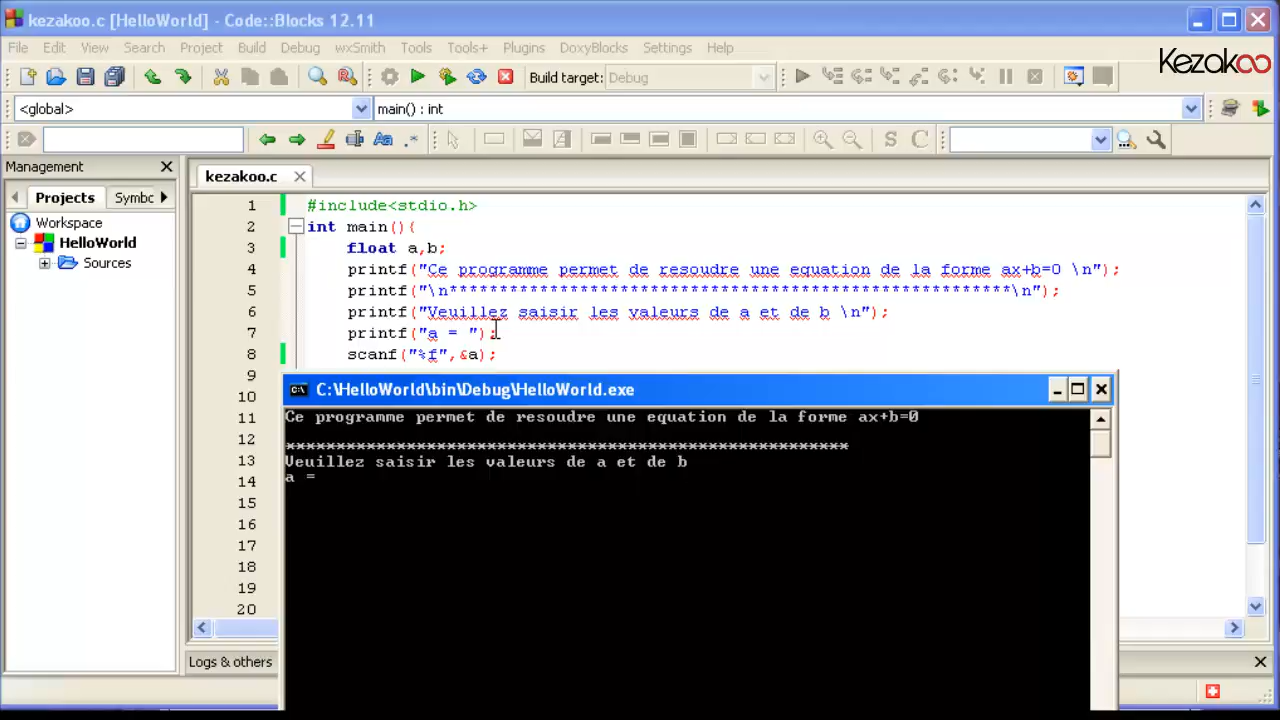 kezakoo.c [HelloWorld] - Code::Blocks 12.11
File Edit View Search Project Build Debug wxSmith Tools Tools+ Plugins DoxyBlocks Settings Help
Kezakoo
Build target: Debug
<global> main() : int
Aa .* S C
Management
Projects Symbc
kezakoo.c
Workspace
HelloWorld
Sources
1 #include<stdio.h>
2 int main(){
3 float a,b;
4 printf("Ce programme permet de resoudre une equation de la forme ax+b=0 \n");
5 printf("\n********************************************************\n");
6 printf("Veuillez saisir les valeurs de a et de b \n");
7 printf("a = ");
8 scanf("%f",&a);
9
10
11
12
13
14
15
16
17
18
19
20
C:\HelloWorld\bin\Debug\HelloWorld.exe
Ce programme permet de resoudre une equation de la forme ax+b=0
********************************************************
Veuillez saisir les valeurs de a et de b
a =
Logs & others